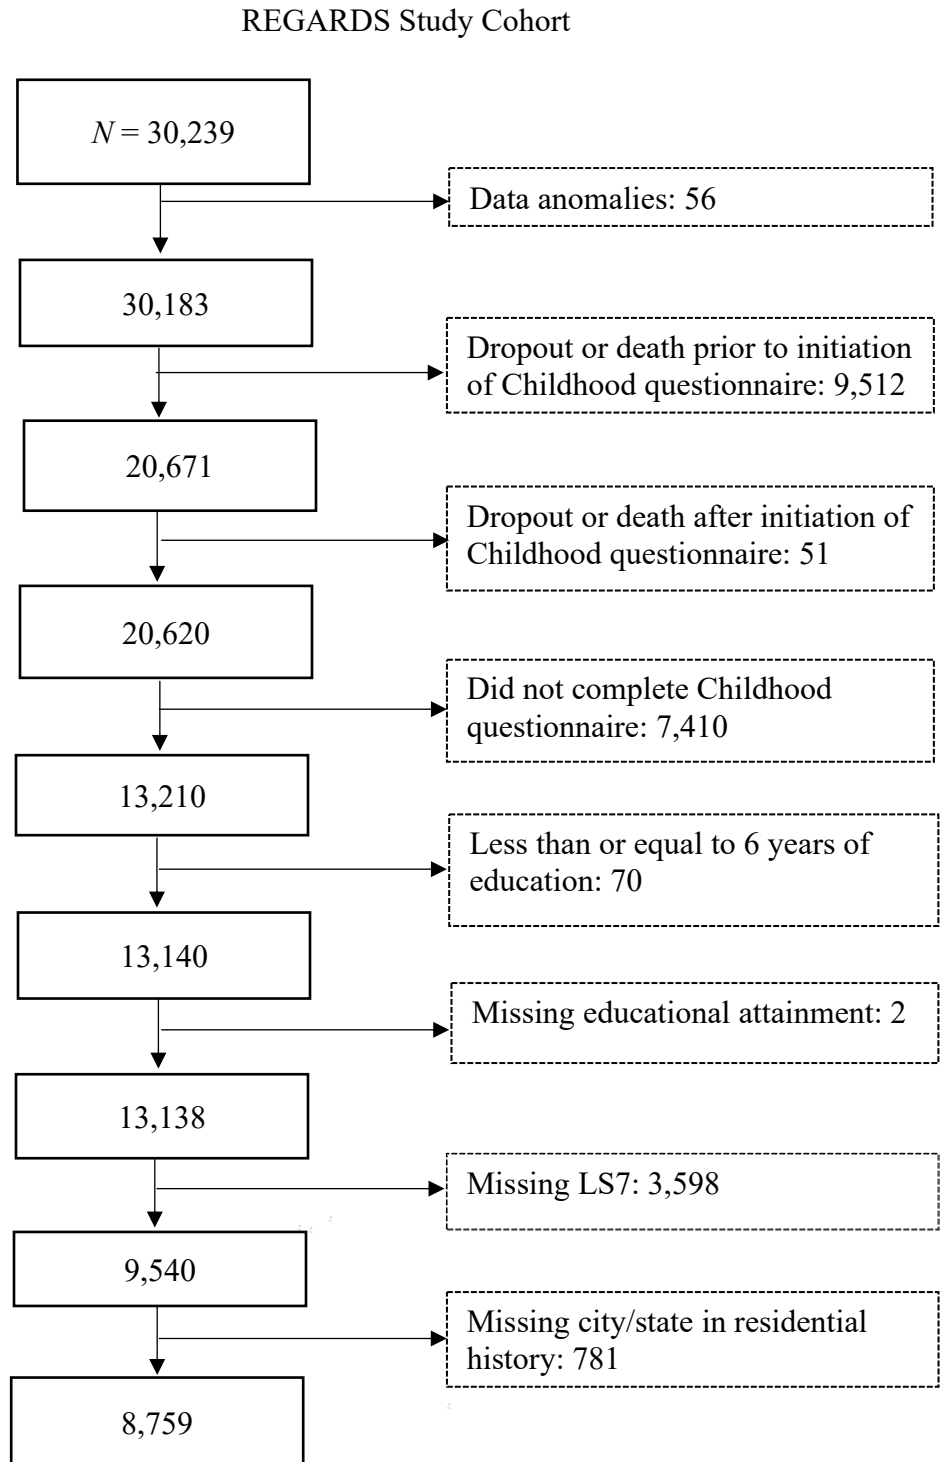 REGARDS Study Cohort
N = 30,239
Data anomalies: 56
30,183
Dropout or death prior to initiation
of Childhood questionnaire: 9,512
20,671
Dropout or death after initiation of
Childhood questionnaire: 51
20,620
Did not complete Childhood
questionnaire: 7,410
13,210
Less than or equal to 6 years of
education: 70
13,140
Missing educational attainment: 2
13,138
Missing LS7: 3,598
9,540
Missing city/state in residential
history: 781
8,759